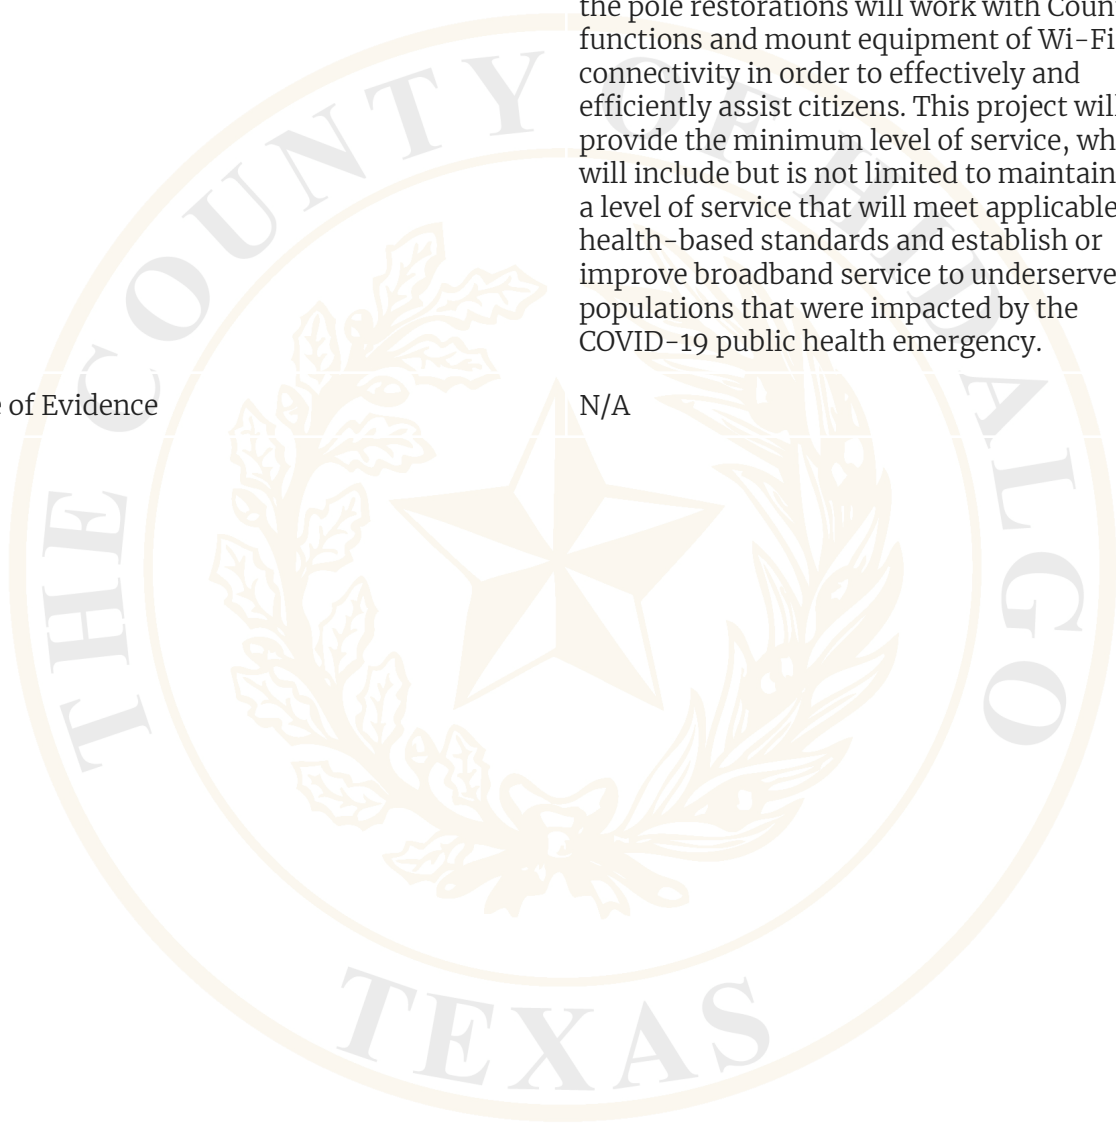 the pole restorations will work with Coun
functions and mount equipment of Wi-Fi
connectivity in order to effectively and
efficiently assist citizens. This project will
provide the minimum level of service, wh
will include but is not limited to maintain
a level of service that will meet applicable
health-based standards and establish or
improve broadband service to underserve
populations that were impacted by the
COVID-19 public health emergency.
e of Evidence
N/A
THE COUNTY OF HIDALGO
TEXAS